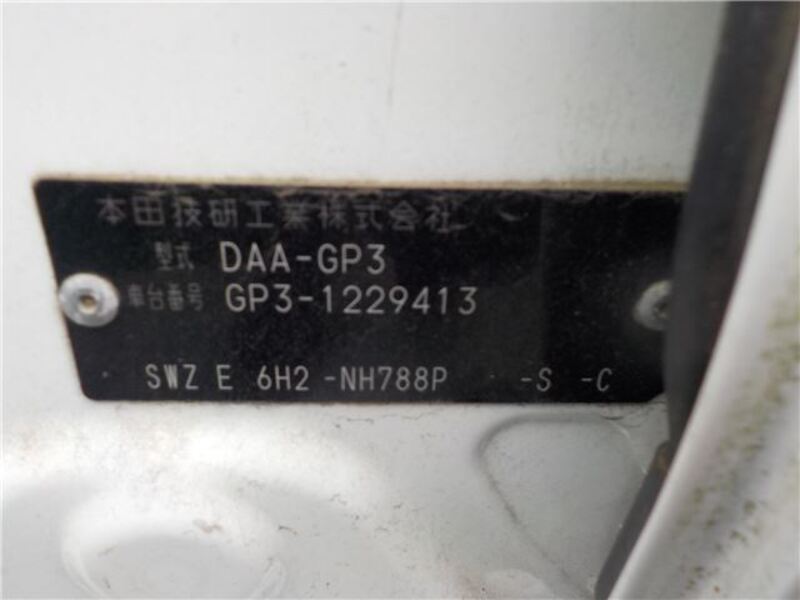 本田技研工業株式会社
型式 DAA-GP3
車台番号 GP3-1229413
SWZ E 6H2 -NH788P -S -C